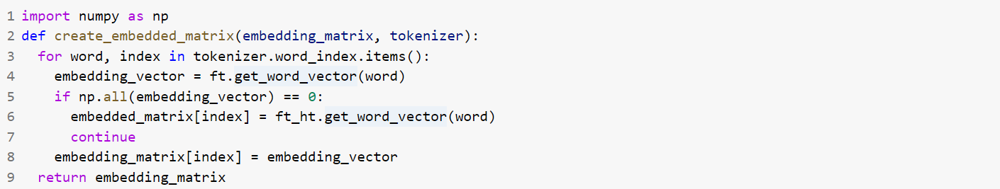 1 import numpy as np
2 def create_embedded_matrix(embedding_matrix, tokenizer):
3   for word, index in tokenizer.word_index.items():
4     embedding_vector = ft.get_word_vector(word)
5     if np.all(embedding_vector) == 0:
6       embedded_matrix[index] = ft_ht.get_word_vector(word)
7       continue
8     embedding_matrix[index] = embedding_vector
9   return embedding_matrix